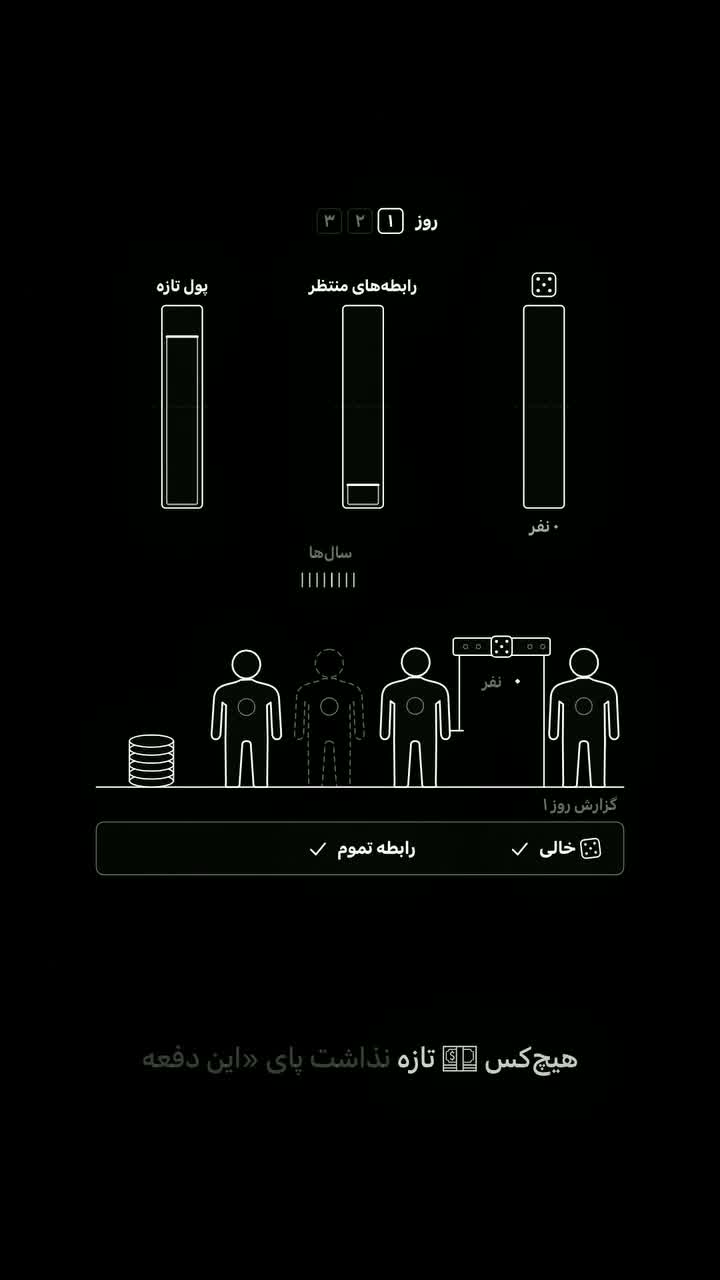 روز ۱ ۲ ۳
رابطه‌های منتظر
پول تازه
۰ نفر
سال‌ها
۰ نفر
گزارش روز ۱
خالی ✓
رابطه تموم ✓
هیچ‌کس 💵 تازه نذاشت پای «این دفعه